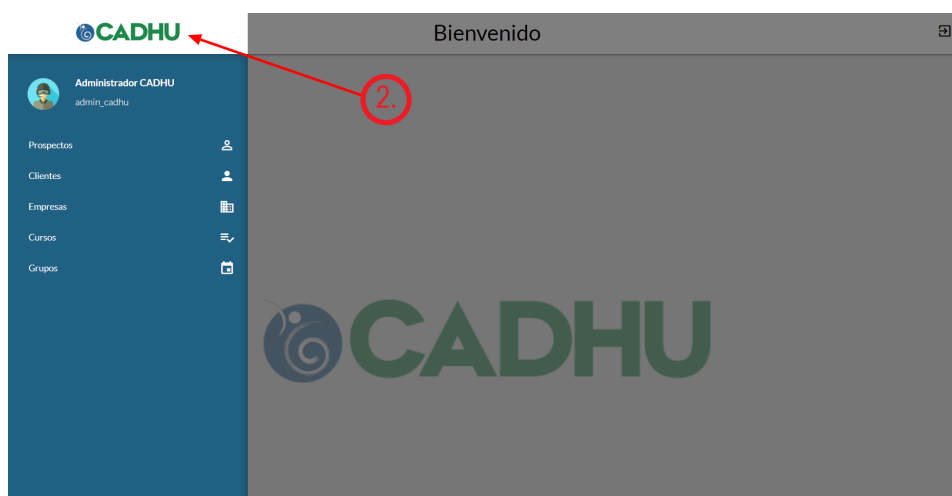 CADHU
Bienvenido
Administrador CADHU
admin_cadhu
2.
Prospectos
Clientes
Empresas
Cursos
Grupos
CADHU